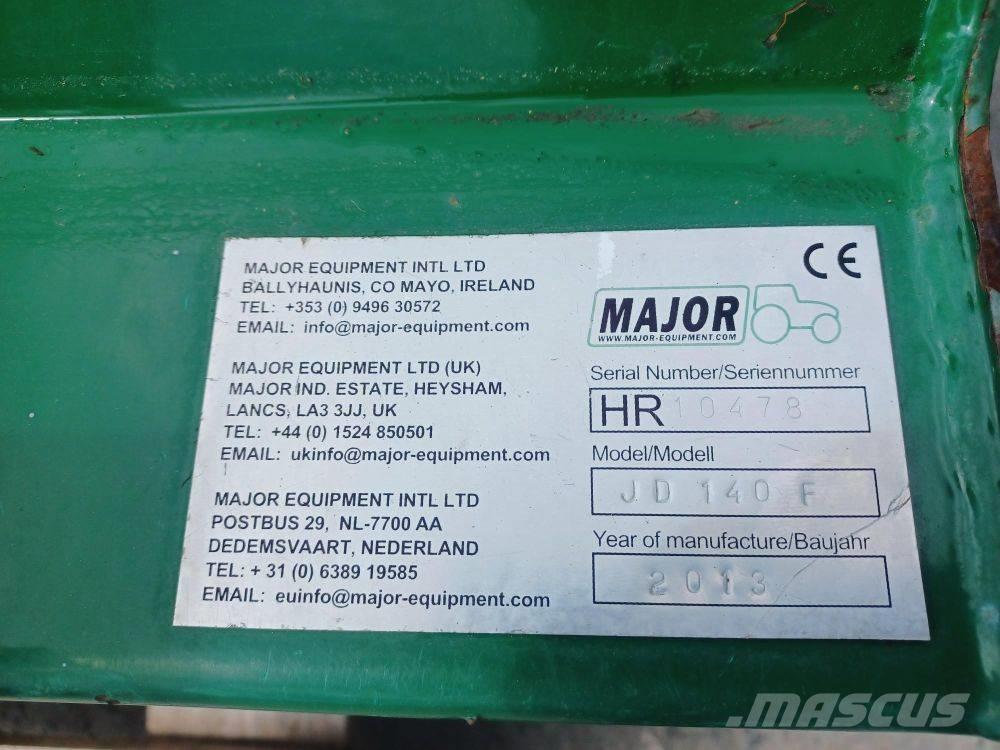 MAJOR EQUIPMENT INTL LTD
BALLYHAUNIS, CO MAYO, IRELAND
TEL: +353 (0) 9496 30572
EMAIL: info@major-equipment.com
MAJOR EQUIPMENT LTD (UK)
MAJOR IND. ESTATE, HEYSHAM,
LANCS, LA3 3JJ, UK
TEL: +44 (0) 1524 850501
EMAIL: ukinfo@major-equipment.com
MAJOR EQUIPMENT INTL LTD
POSTBUS 29, NL-7700 AA
DEDEMSVAART, NEDERLAND
TEL: + 31 (0) 6389 19585
EMAIL: euinfo@major-equipment.com
CE
MAJOR
WWW.MAJOR-EQUIPMENT.COM
Serial Number/Seriennummer
HR 10478
Model/Modell
JD 140 F
Year of manufacture/Baujahr
2013
MASCUS